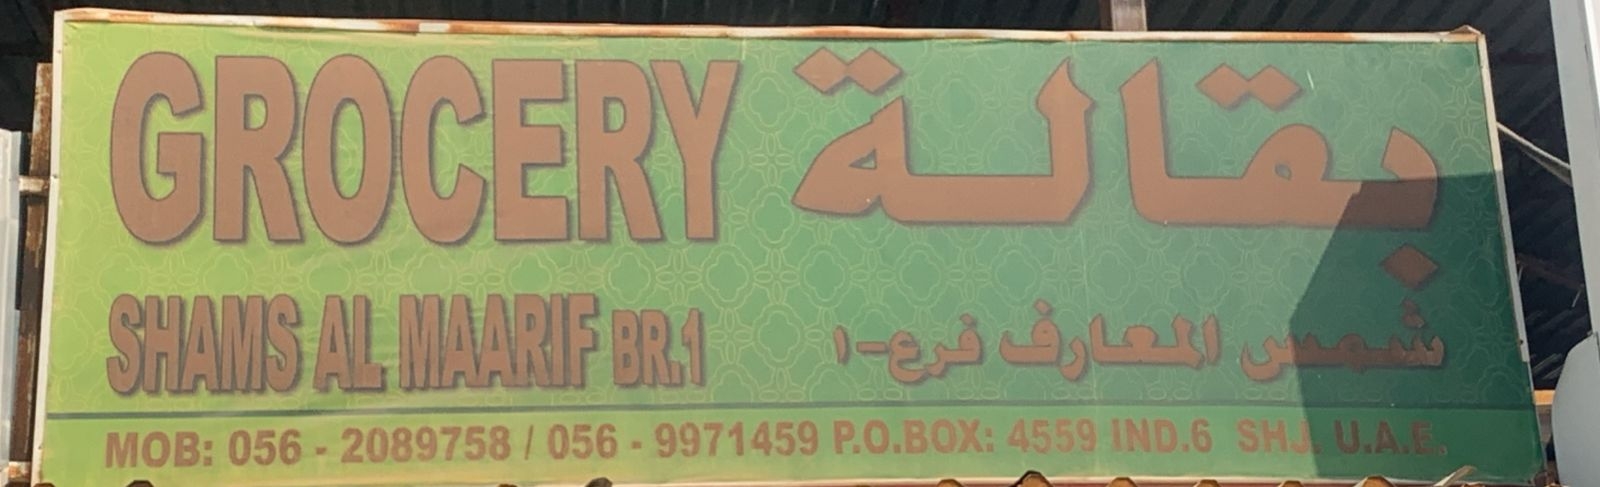 GROCERY بقالة
SHAMS AL MAARIF BR.1 شمس المعارف فرع-١
MOB: 056 - 2089758 / 056 - 9971459 P.O.BOX: 4559 IND.6 SHJ. U.A.E.